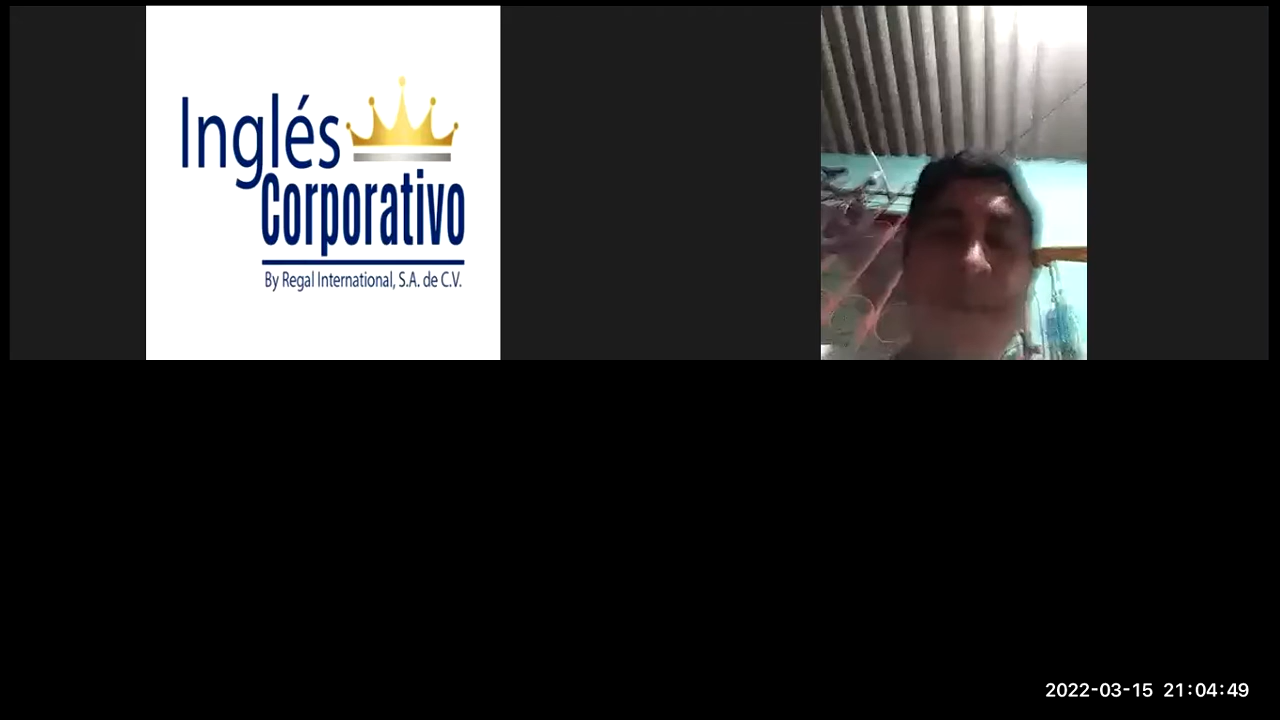 Inglés
Corporativo
By Regal International, S.A. de C.V.
2022-03-15 21:04:49